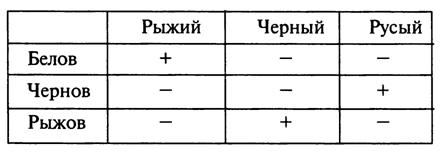 Рыжий Черный Русый
Белов + − −
Чернов − − +
Рыжов − + −